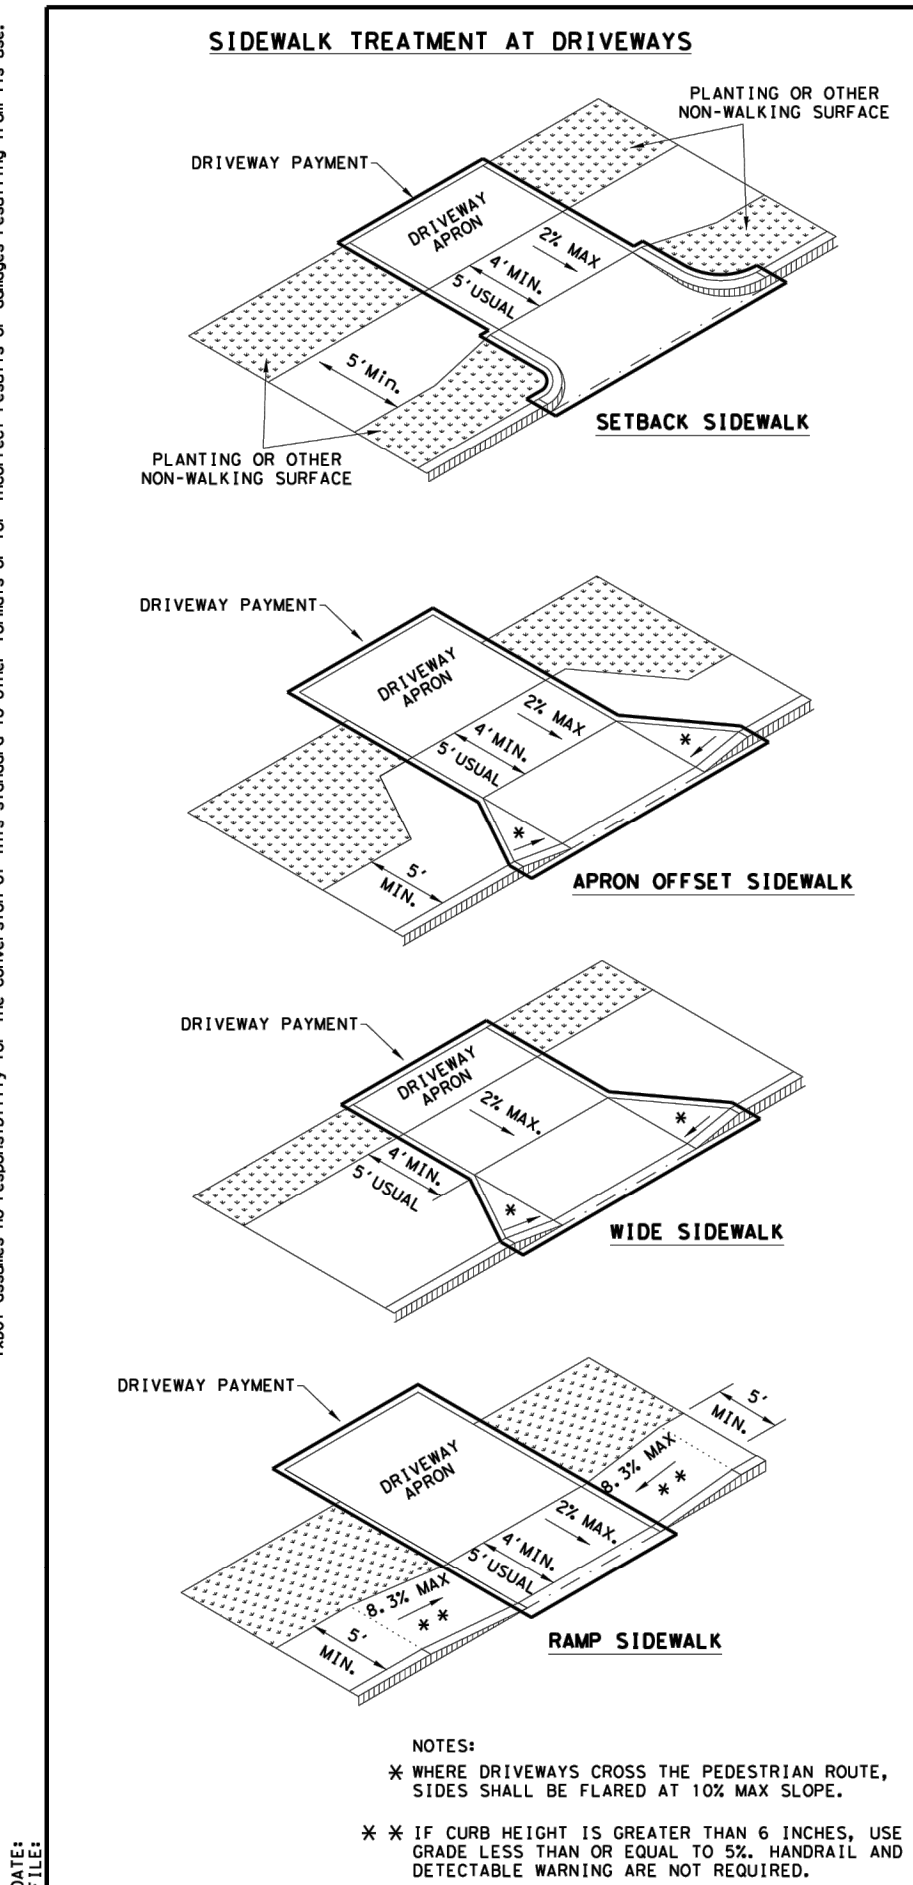 SIDEWALK TREATMENT AT DRIVEWAYS
PLANTING OR OTHER
NON-WALKING SURFACE
DRIVEWAY PAYMENT
DRIVEWAY
APRON
2% MAX
4'MIN.
5'USUAL
5'Min.
SETBACK SIDEWALK
PLANTING OR OTHER
NON-WALKING SURFACE
DRIVEWAY PAYMENT
DRIVEWAY
APRON
2% MAX
4'MIN.
5'USUAL
*
*
5'
MIN.
APRON OFFSET SIDEWALK
DRIVEWAY PAYMENT
DRIVEWAY
APRON
2% MAX.
*
4'MIN.
5'USUAL
*
WIDE SIDEWALK
DRIVEWAY PAYMENT
5'
MIN.
DRIVEWAY
APRON
8.3% MAX
* *
2% MAX.
4'MIN.
5'USUAL
8.3% MAX
* *
5'
MIN.
RAMP SIDEWALK
NOTES:
* WHERE DRIVEWAYS CROSS THE PEDESTRIAN ROUTE,
SIDES SHALL BE FLARED AT 10% MAX SLOPE.
* * IF CURB HEIGHT IS GREATER THAN 6 INCHES, USE
GRADE LESS THAN OR EQUAL TO 5%. HANDRAIL AND
DETECTABLE WARNING ARE NOT REQUIRED.
DATE:
FILE: